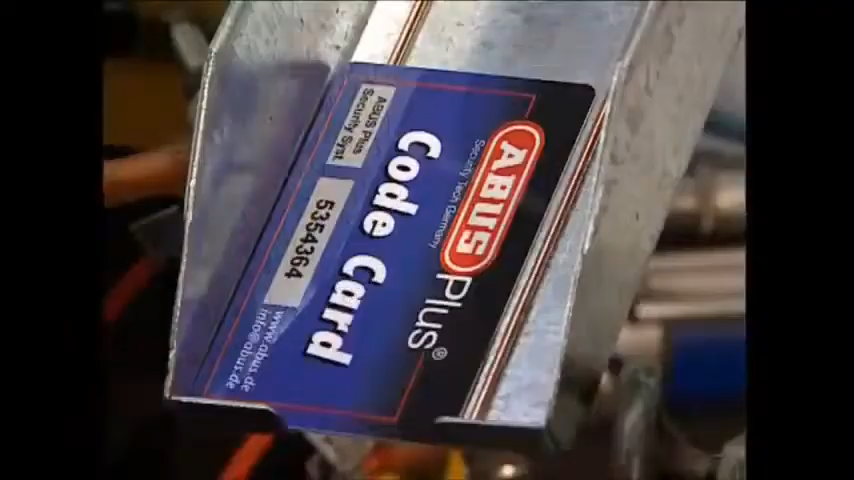 ABUS Plus®
Security Tech Germany
Code Card
ABUS Plus
Security Syst
5354364
www.abus.de
info@abus.de